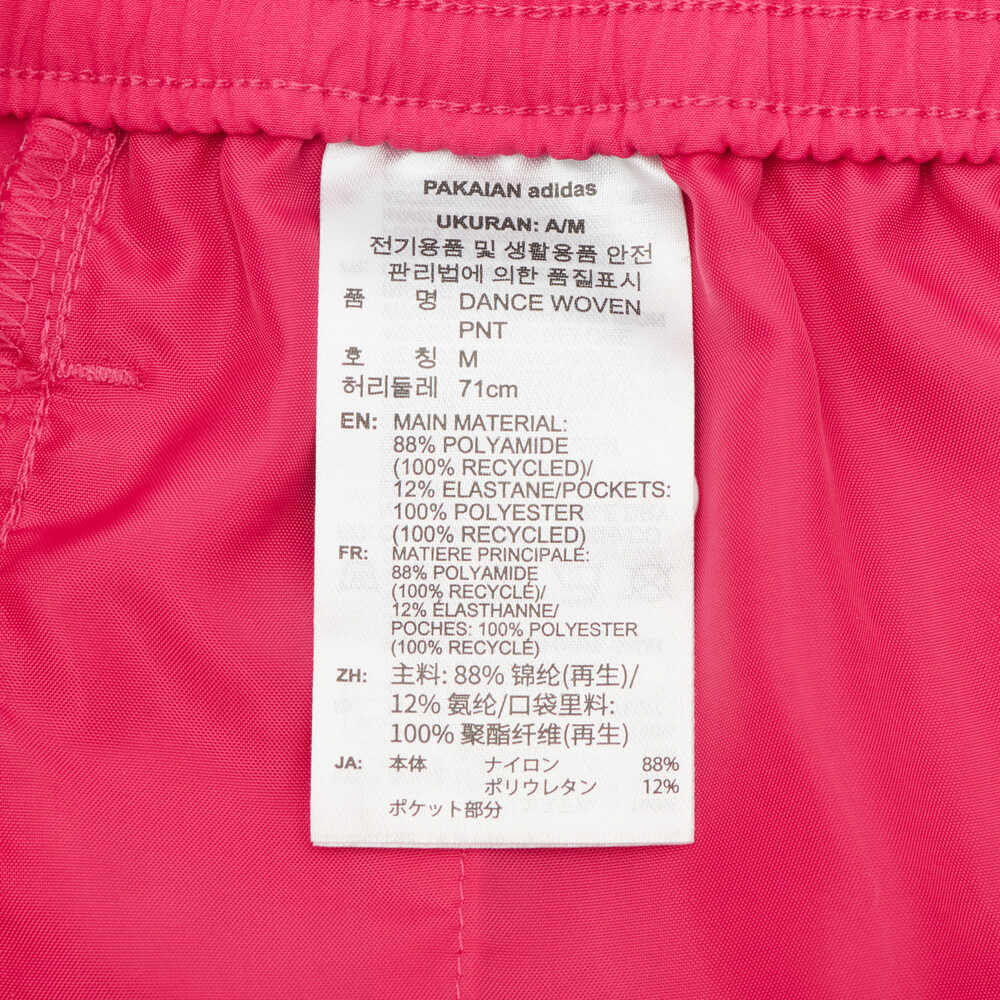 PAKAIAN adidas
UKURAN: A/M
전기용품 및 생활용품 안전
관리법에 의한 품질표시
품 명 DANCE WOVEN
PNT
호 칭 M
허리둘레 71cm
EN: MAIN MATERIAL:
88% POLYAMIDE
(100% RECYCLED)/
12% ELASTANE/POCKETS:
100% POLYESTER
(100% RECYCLED)
FR: MATIERE PRINCIPALE:
88% POLYAMIDE
(100% RECYCLÉ)/
12% ÉLASTHANNE/
POCHES: 100% POLYESTER
(100% RECYCLÉ)
ZH: 主料: 88% 锦纶(再生)/
12% 氨纶/口袋里料:
100% 聚酯纤维(再生)
JA: 本体 ナイロン 88%
ポリウレタン 12%
ポケット部分